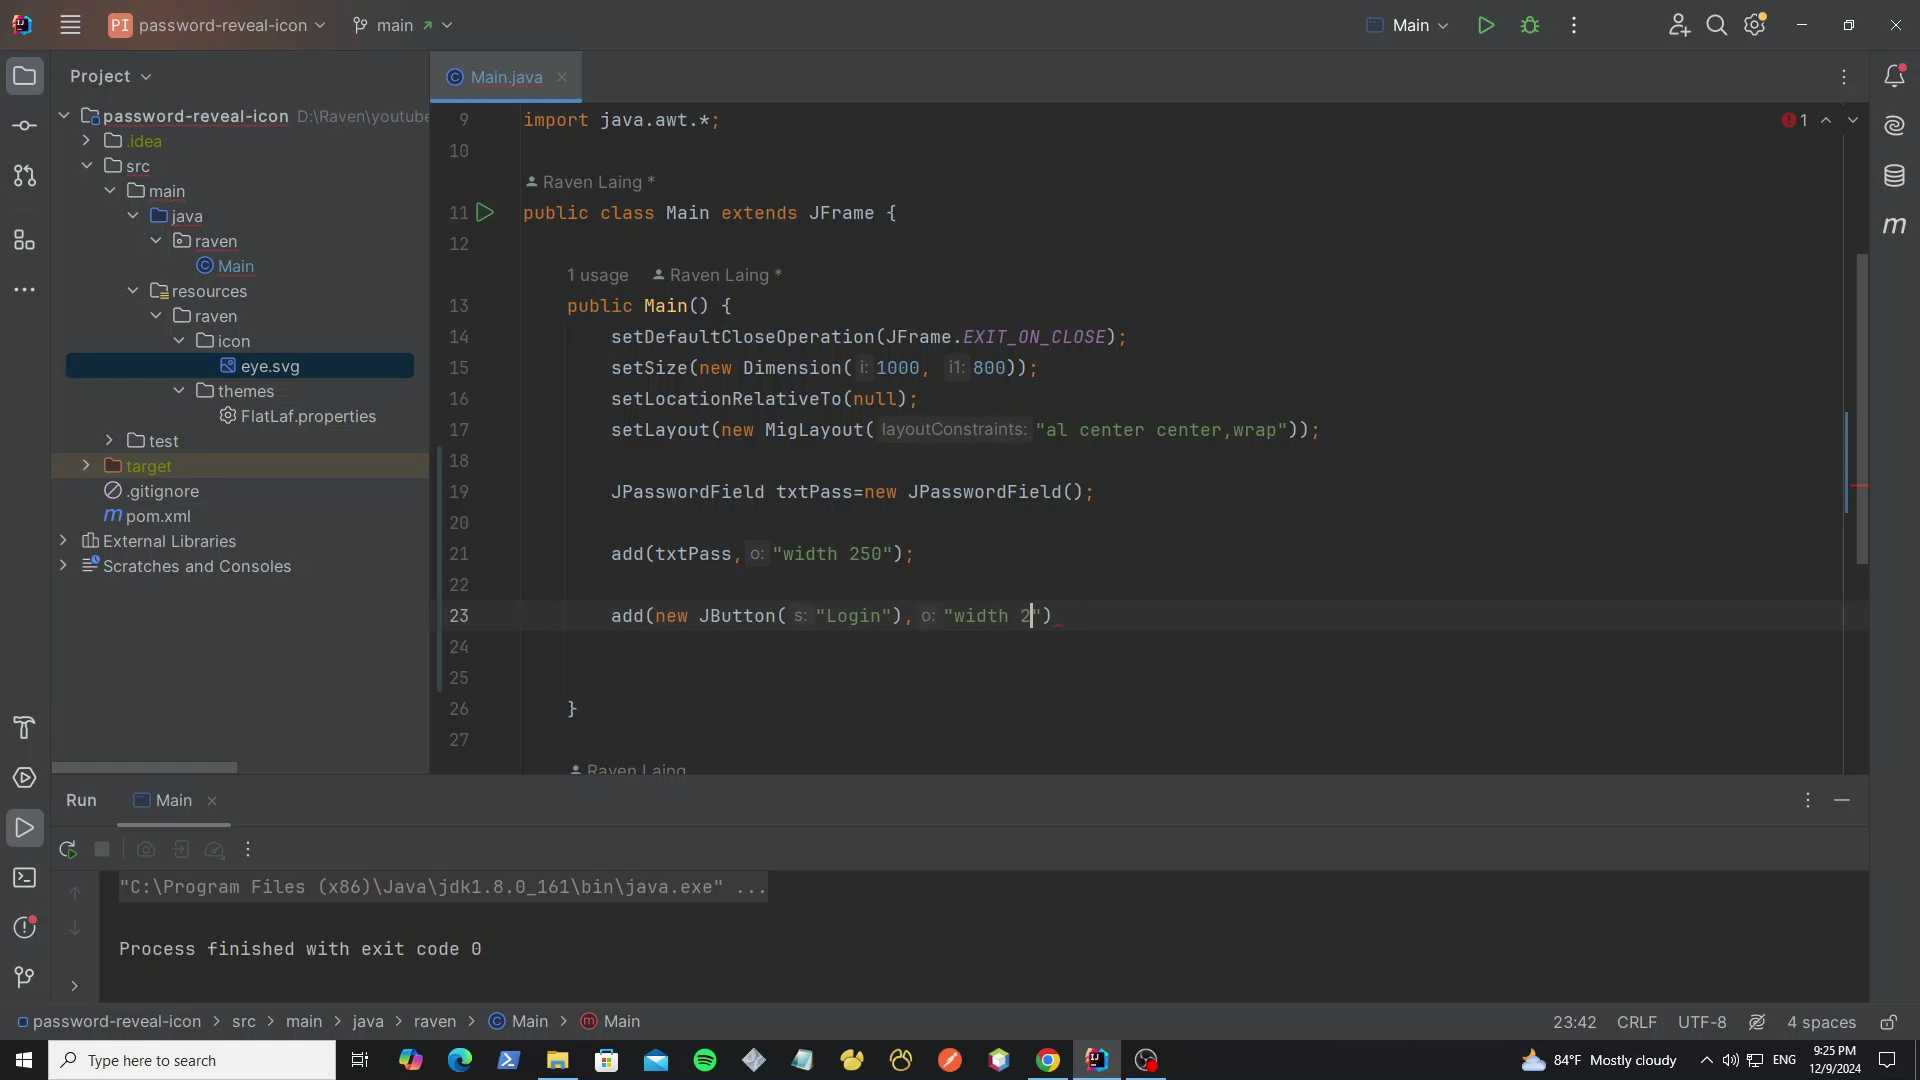 PI password-reveal-icon main Main
Project
Main.java
password-reveal-icon D:\Raven\youtube
.idea
src
main
java
raven
Main
resources
raven
icon
eye.svg
themes
FlatLaf.properties
test
target
.gitignore
m pom.xml
External Libraries
Scratches and Consoles
9 import java.awt.*;
1
10
Raven Laing *
11 public class Main extends JFrame {
12
1 usage Raven Laing *
13 public Main() {
14 setDefaultCloseOperation(JFrame.EXIT_ON_CLOSE);
15 setSize(new Dimension( i: 1000, i1: 800));
16 setLocationRelativeTo(null);
17 setLayout(new MigLayout( layoutConstraints: "al center center,wrap"));
18
19 JPasswordField txtPass=new JPasswordField();
20
21 add(txtPass, o: "width 250");
22
23 add(new JButton( s: "Login"), o: "width 2")
24
25
26 }
27
Raven Laing
m
Run Main
"C:\Program Files (x86)\Java\jdk1.8.0_161\bin\java.exe" ...
Process finished with exit code 0
password-reveal-icon > src > main > java > raven > Main > Main
23:42 CRLF UTF-8 4 spaces
Type here to search
84°F Mostly cloudy
ENG
9:25 PM
12/9/2024